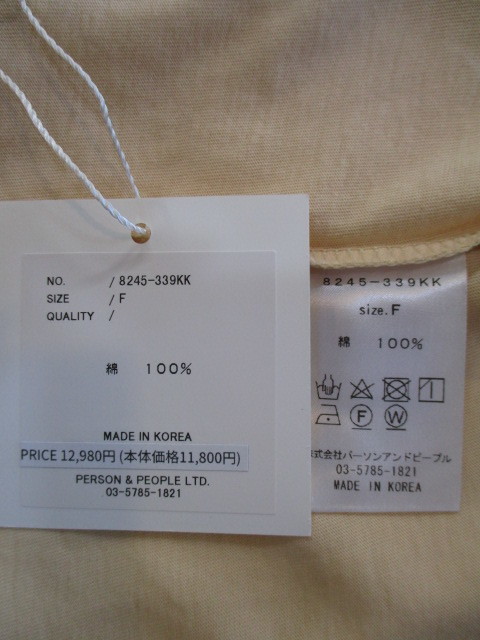 NO. / 8245-339KK
SIZE / F
QUALITY /
綿 100%
MADE IN KOREA
PRICE 12,980円 (本体価格11,800円)
PERSON & PEOPLE LTD.
03-5785-1821
8245-339KK
size.F
綿 100%
F W
株式会社パーソンアンドピープル
03-5785-1821
MADE IN KOREA